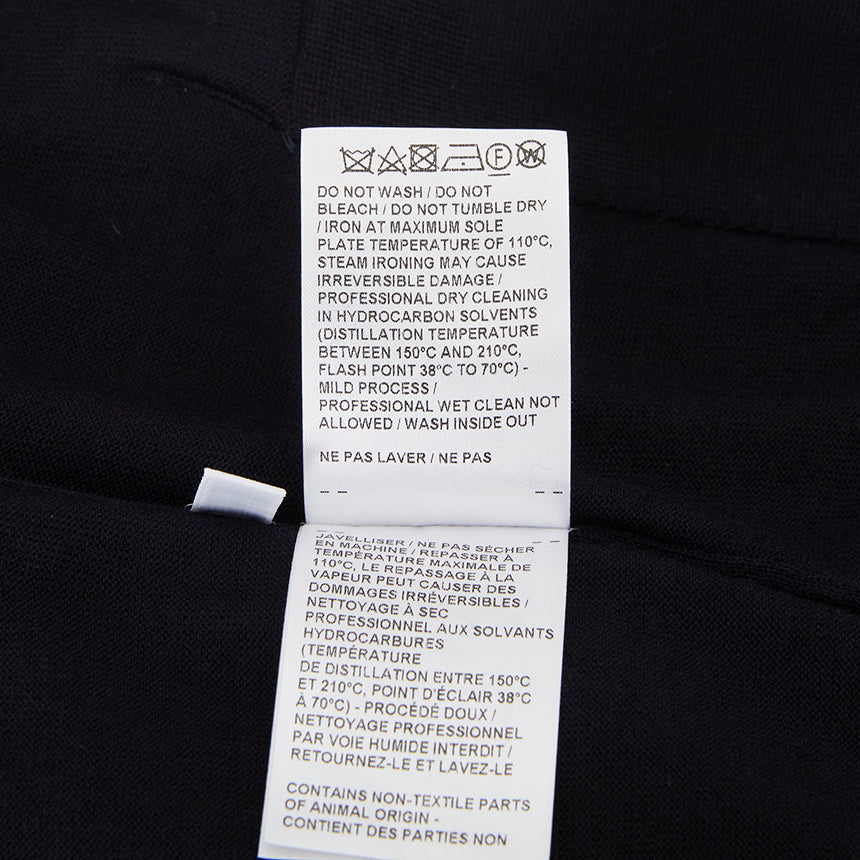 F W
DO NOT WASH / DO NOT
BLEACH / DO NOT TUMBLE DRY
/ IRON AT MAXIMUM SOLE
PLATE TEMPERATURE OF 110°C,
STEAM IRONING MAY CAUSE
IRREVERSIBLE DAMAGE /
PROFESSIONAL DRY CLEANING
IN HYDROCARBON SOLVENTS
(DISTILLATION TEMPERATURE
BETWEEN 150°C AND 210°C,
FLASH POINT 38°C TO 70°C) -
MILD PROCESS /
PROFESSIONAL WET CLEAN NOT
ALLOWED / WASH INSIDE OUT
NE PAS LAVER / NE PAS
JAVELLISER / NE PAS SÉCHER
EN MACHINE / REPASSER À
TEMPÉRATURE MAXIMALE DE
110°C, LE REPASSAGE À LA
VAPEUR PEUT CAUSER DES
DOMMAGES IRRÉVERSIBLES /
NETTOYAGE À SEC
PROFESSIONNEL AUX SOLVANTS
HYDROCARBURES
(TEMPÉRATURE
DE DISTILLATION ENTRE 150°C
ET 210°C, POINT D'ÉCLAIR 38°C
À 70°C) - PROCÉDÉ DOUX /
NETTOYAGE PROFESSIONNEL
PAR VOIE HUMIDE INTERDIT /
RETOURNEZ-LE ET LAVEZ-LE
CONTAINS NON-TEXTILE PARTS
OF ANIMAL ORIGIN -
CONTIENT DES PARTIES NON